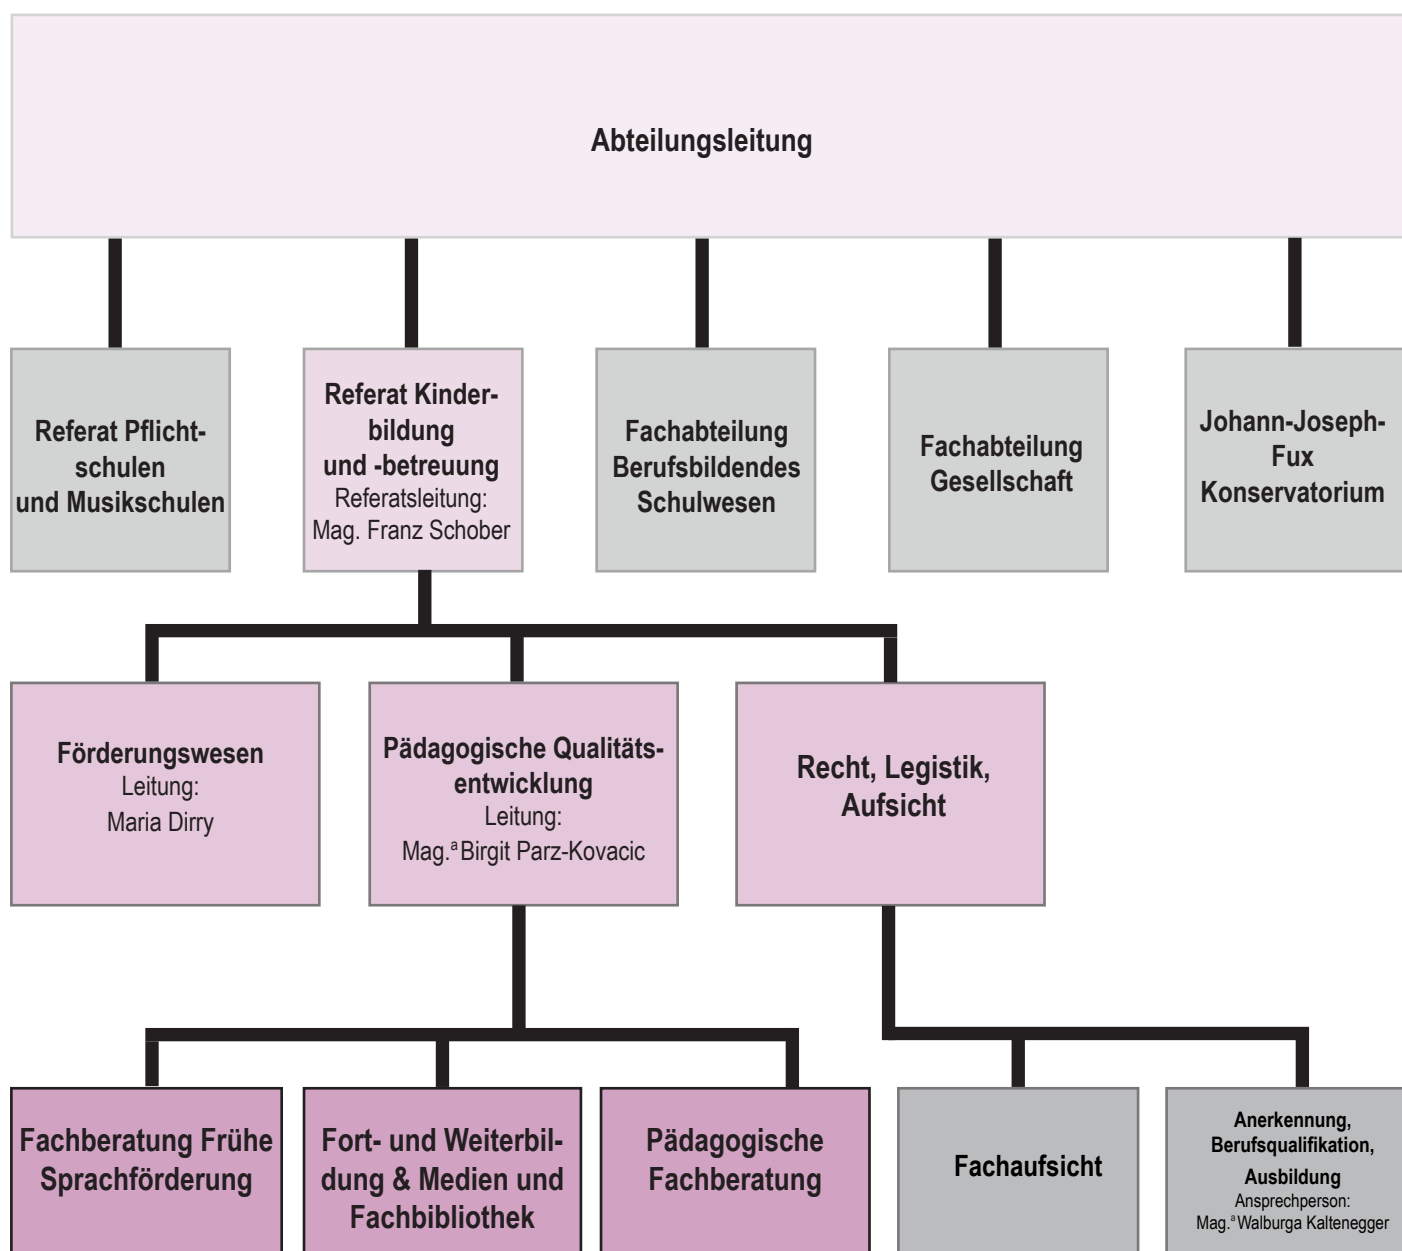 Abteilungsleitung
Referat Pflicht-
schulen
und Musikschulen
Referat Kinder-
bildung
und -betreuung
Referatsleitung:
Mag. Franz Schober
Fachabteilung
Berufsbildendes
Schulwesen
Fachabteilung
Gesellschaft
Johann-Joseph-
Fux
Konservatorium
Förderungswesen
Leitung:
Maria Dirry
Pädagogische Qualitäts-
entwicklung
Leitung:
Mag.ª Birgit Parz-Kovacic
Recht, Legistik,
Aufsicht
Fachberatung Frühe
Sprachförderung
Fort- und Weiterbil-
dung & Medien und
Fachbibliothek
Pädagogische
Fachberatung
Fachaufsicht
Anerkennung,
Berufsqualifikation,
Ausbildung
Ansprechperson:
Mag.ª Walburga Kaltenegger